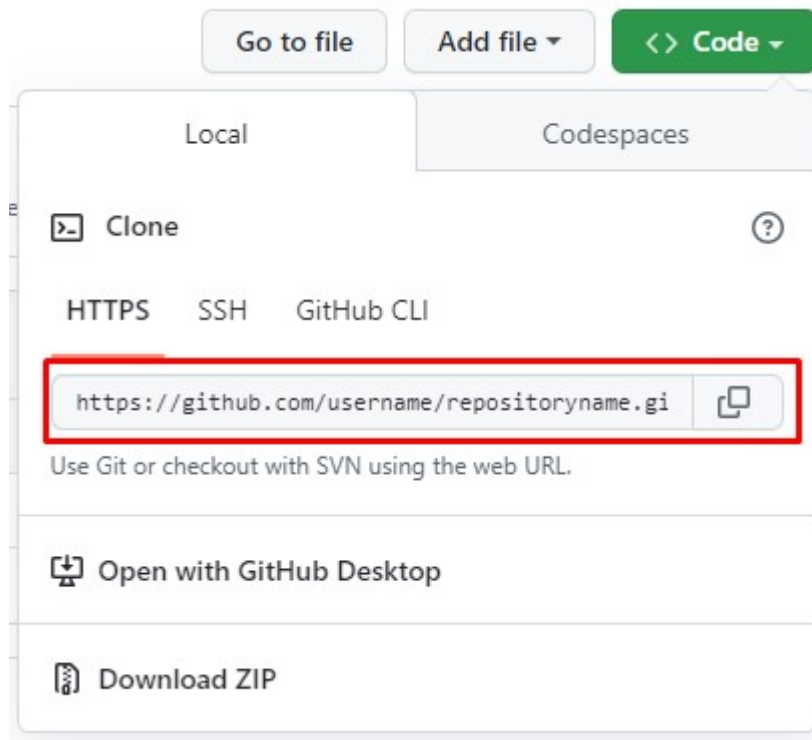 Go to file Add file <> Code
Local Codespaces
Clone
HTTPS SSH GitHub CLI
https://github.com/username/repositoryname.gi
Use Git or checkout with SVN using the web URL.
Open with GitHub Desktop
Download ZIP